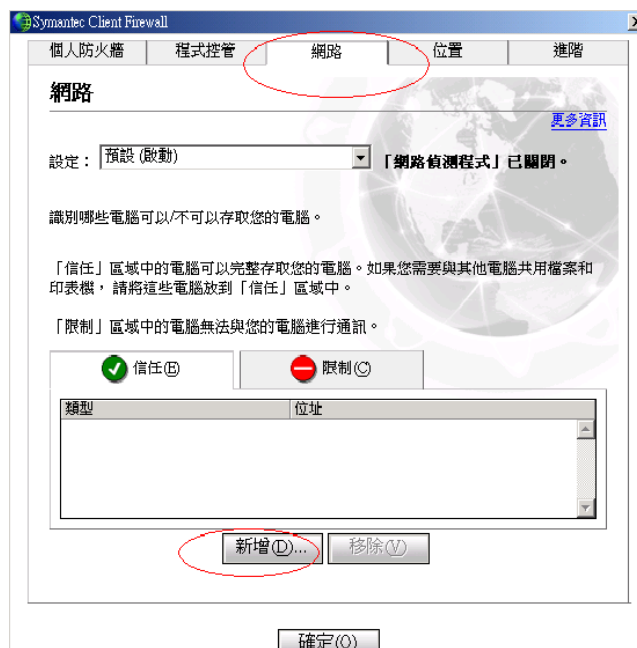 Symantec Client Firewall
個人防火牆 程式控管 網路 位置 進階
網路
更多資訊
設定： 預設 (啟動) 「網路偵測程式」已關閉。
識別哪些電腦可以/不可以存取您的電腦。
「信任」區域中的電腦可以完整存取您的電腦。如果您需要與其他電腦共用檔案和
印表機， 請將這些電腦放到「信任」區域中。
「限制」區域中的電腦無法與您的電腦進行通訊。
信任(E) 限制(C)
類型 位址
新增(D)... 移除(V)
確定(O)